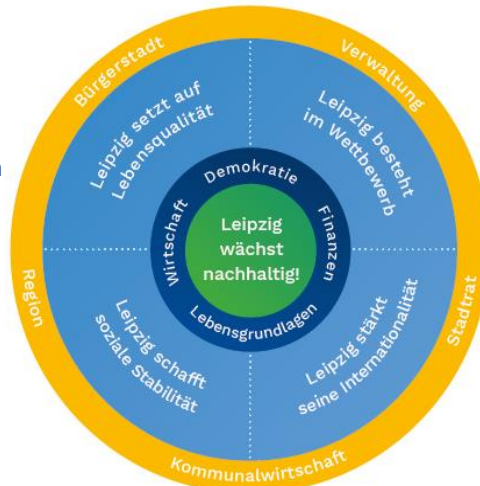 Bürgerstadt
Verwaltung
Leipzig setzt auf
Lebensqualität
Leipzig besteht
im Wettbewerb
Demokratie
Wirtschaft
Finanzen
Leipzig
wächst
nachhaltig!
Lebensgrundlagen
Region
Stadtrat
Leipzig schafft
soziale Stabilität
Leipzig stärkt
seine Internationalität
Kommunalwirtschaft